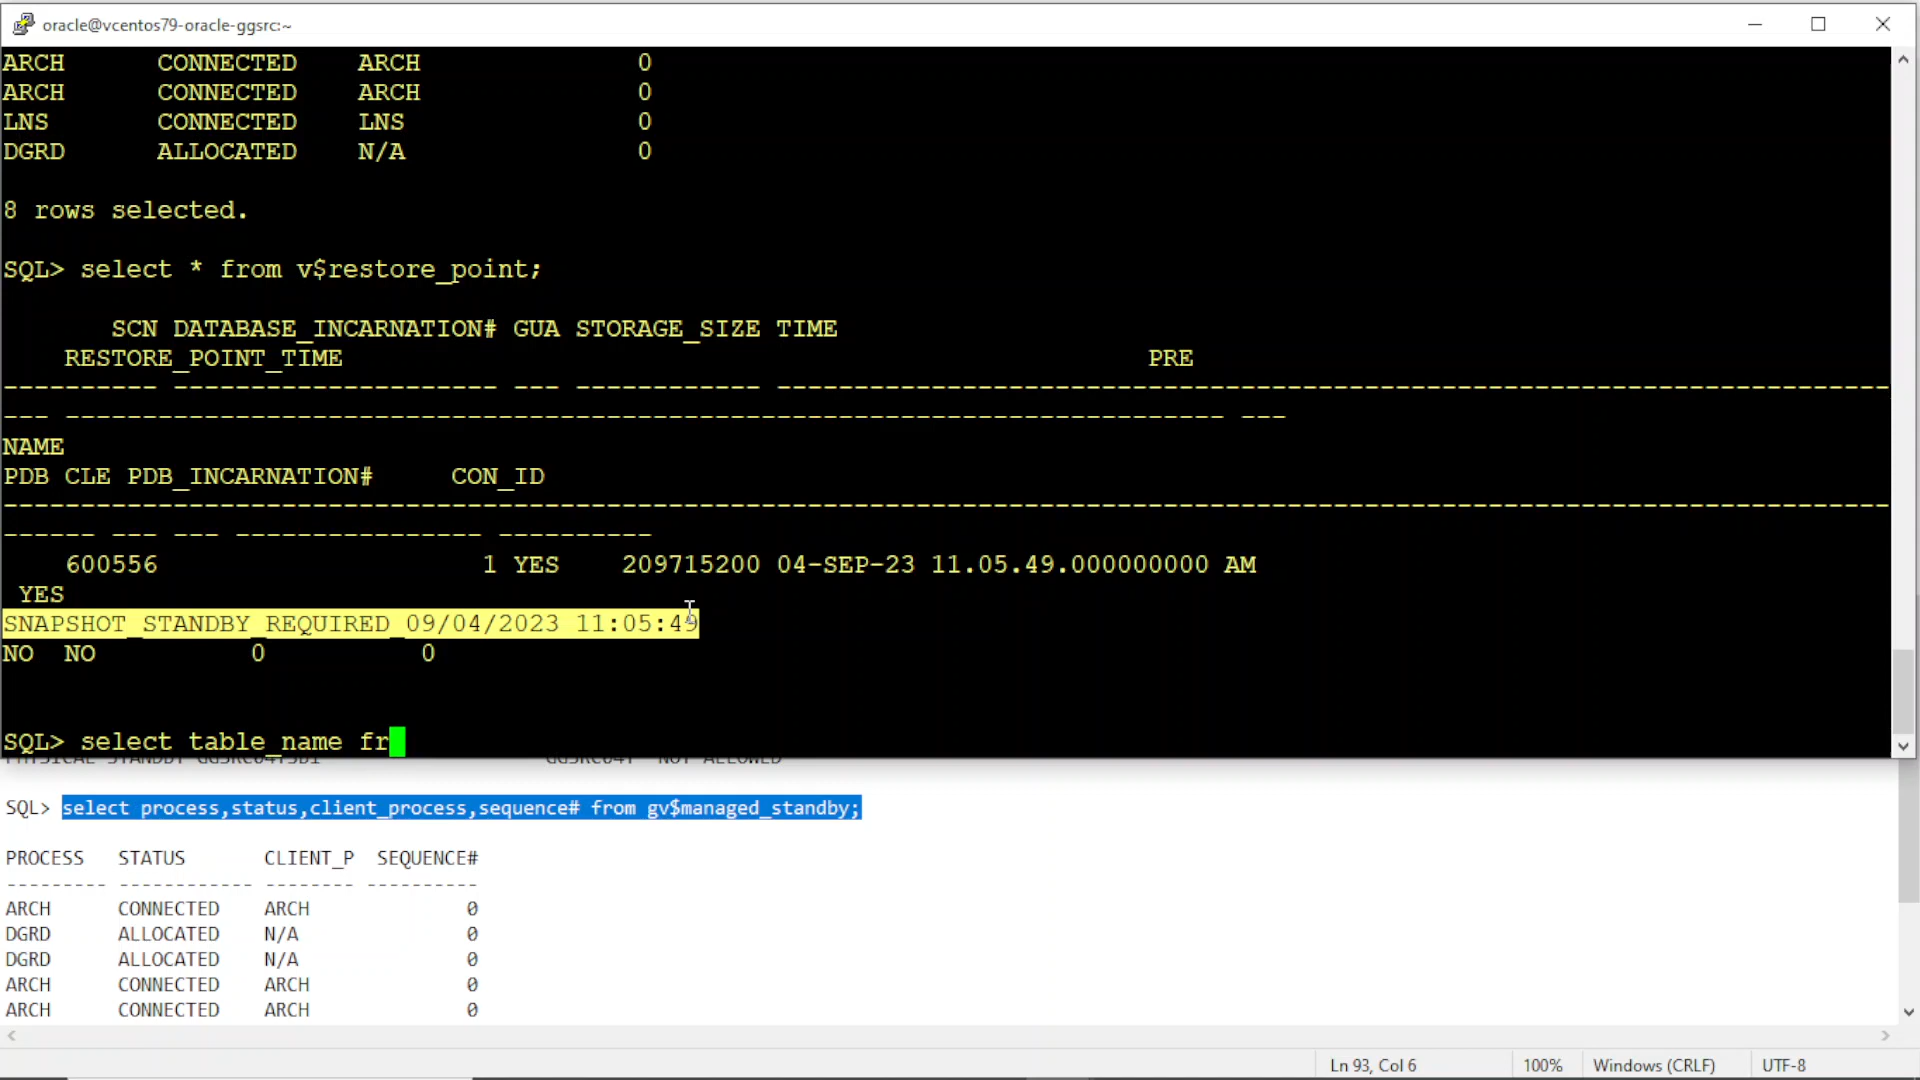 oracle@vcentos79-oracle-ggsrc:~
ARCH CONNECTED ARCH 0
ARCH CONNECTED ARCH 0
LNS CONNECTED LNS 0
DGRD ALLOCATED N/A 0
8 rows selected.
SQL> select * from v$restore_point;
SCN DATABASE_INCARNATION# GUA STORAGE_SIZE TIME
RESTORE_POINT_TIME PRE
---------- --------------------- --- ------------ ------------------------------------------------------------------------
--- --------------------------------------------------------------------------- ---
NAME
PDB CLE PDB_INCARNATION# CON_ID
--------------------------------------------------------------------------------------------------------------------------
------ --- --- ---------------- ----------
600556 1 YES 209715200 04-SEP-23 11.05.49.000000000 AM
YES
SNAPSHOT_STANDBY_REQUIRED_09/04/2023 11:05:49
NO NO 0 0
SQL> select table_name fr
PHYSICAL STANDBY GGSRC04T NOT ALLOWED
SQL> select process,status,client_process,sequence# from gv$managed_standby;
PROCESS STATUS CLIENT_P SEQUENCE#
--------- ------------ -------- ----------
ARCH CONNECTED ARCH 0
DGRD ALLOCATED N/A 0
DGRD ALLOCATED N/A 0
ARCH CONNECTED ARCH 0
ARCH CONNECTED ARCH 0
Ln 93, Col 6 100% Windows (CRLF) UTF-8